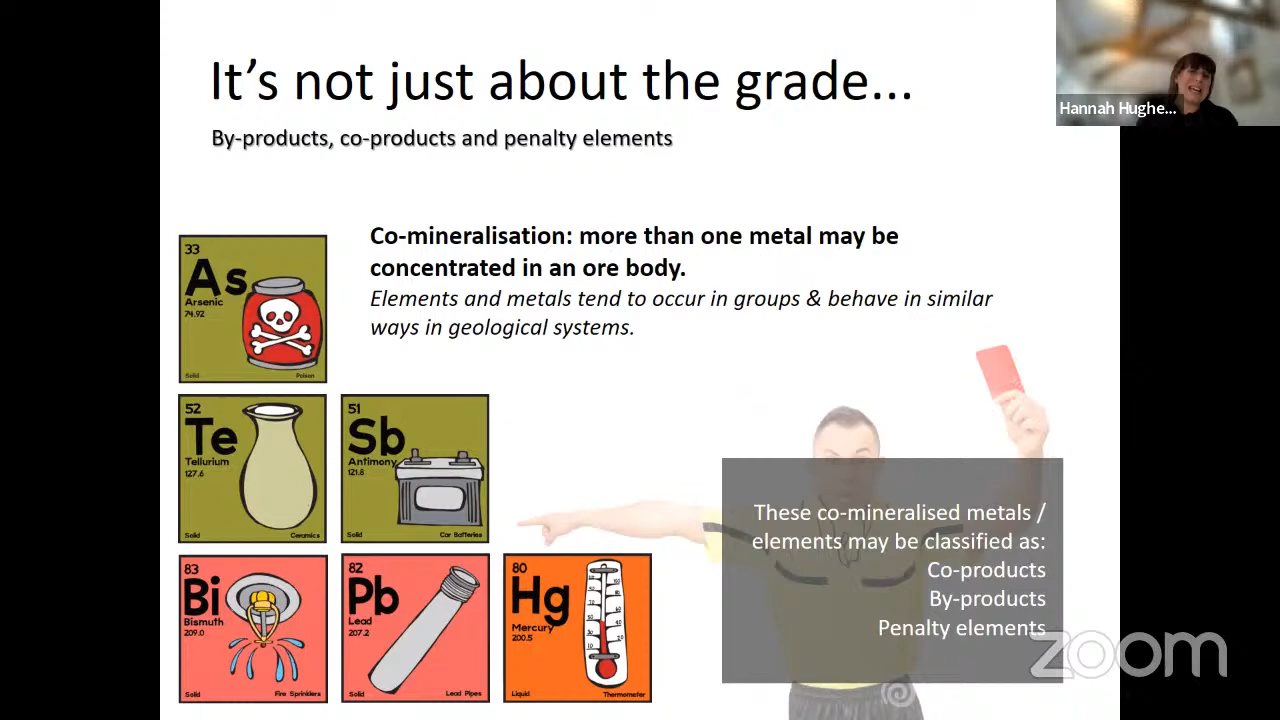 It's not just about the grade...
By-products, co-products and penalty elements
Hannah Hughe...
Co-mineralisation: more than one metal may be
concentrated in an ore body.
Elements and metals tend to occur in groups & behave in similar
ways in geological systems.
33
As
Arsenic
74.92
Solid
Poison
52
Te
Tellurium
127.6
Solid
Ceramics
51
Sb
Antimony
121.8
Solid
Car Batteries
83
Bi
Bismuth
209.0
Solid
Fire Sprinklers
82
Pb
Lead
207.2
Solid
Lead Pipes
80
Hg
Mercury
200.5
Liquid
Thermometer
These co-mineralised metals /
elements may be classified as:
Co-products
By-products
Penalty elements
zoom